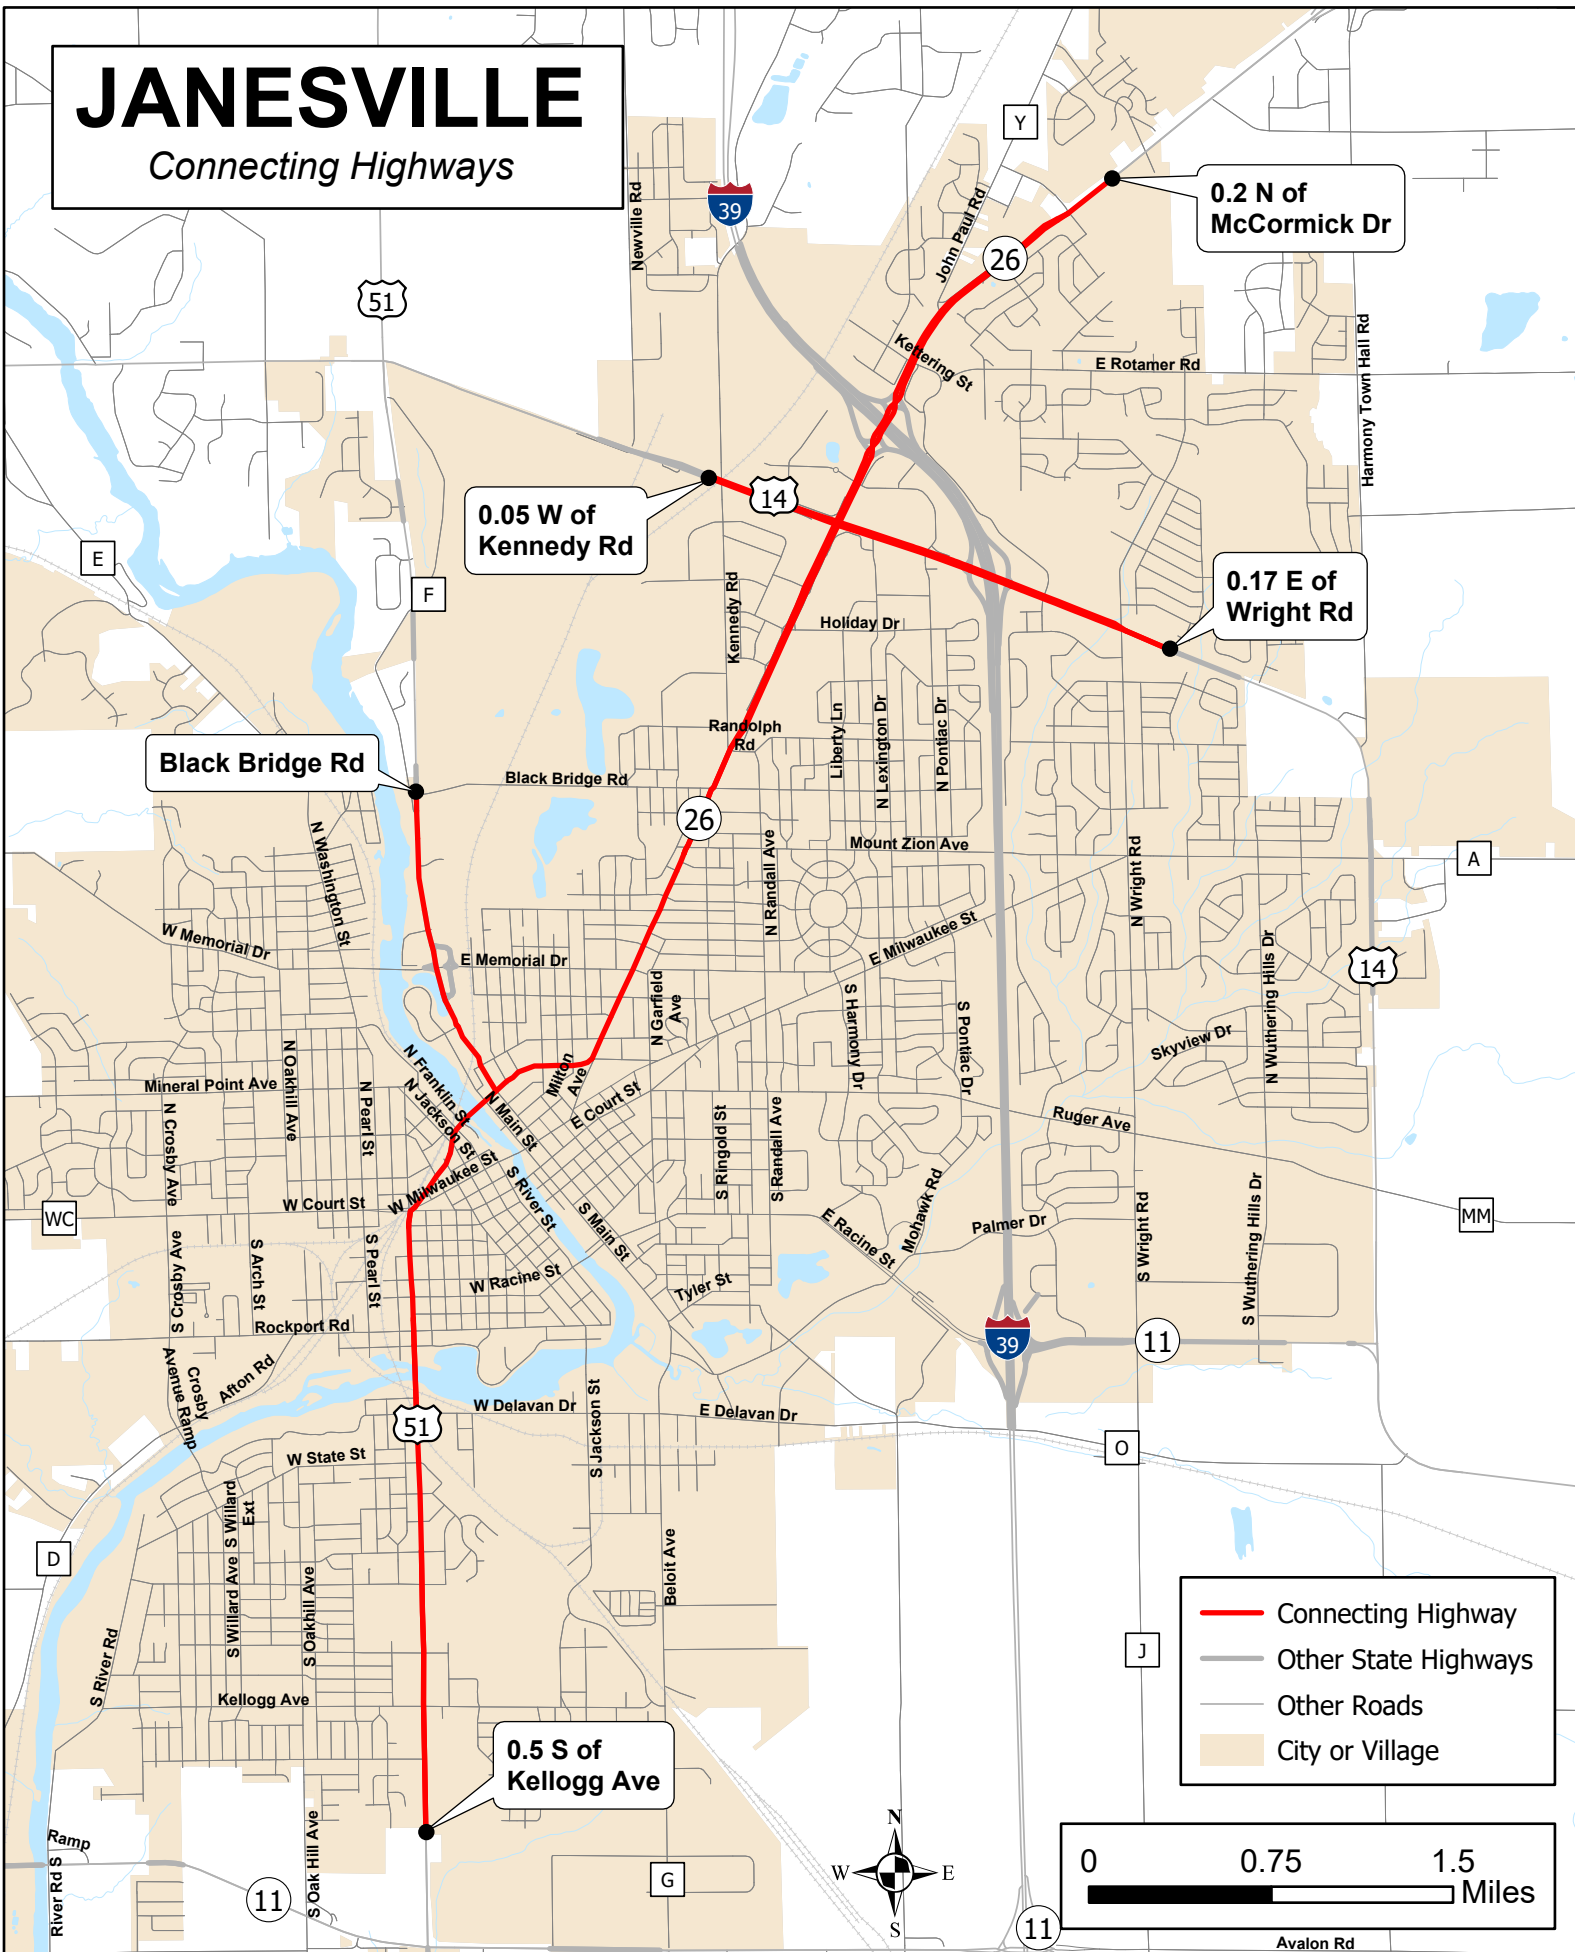 JANESVILLE
Connecting Highways
Y
39
Newville Rd
John Paul Rd
26
0.2 N of
McCormick Dr
51
Kettering St
E Rotamer Rd
Harmony Town Hall Rd
0.05 W of
Kennedy Rd
14
E
F
Kennedy Rd
Holiday Dr
0.17 E of
Wright Rd
Randolph
Rd
Liberty Ln
N Lexington Dr
N Pontiac Dr
Black Bridge Rd
Black Bridge Rd
26
N Washington St
N Randall Ave
Mount Zion Ave
N Wright Rd
A
W Memorial Dr
E Memorial Dr
E Milwaukee St
14
N Garfield
Ave
S Harmony Dr
S Pontiac Dr
Skyview Dr
N Wuthering Hills Dr
N Oakhill Ave
N Franklin St
N Jackson St
Milton
Ave
Mineral Point Ave
N Crosby Ave
N Pearl St
N Main St
E Court St
Ruger Ave
S Ringold St
S Randall Ave
W Milwaukee St
W Court St
WC
S River St
S Main St
E Racine St
Mohawk Rd
Palmer Dr
S Wright Rd
S Wuthering Hills Dr
MM
S Crosby Ave
S Arch St
S Pearl St
W Racine St
Tyler St
Rockport Rd
39
11
Crosby
Avenue Ramp
Afton Rd
51
W Delavan Dr
S Jackson St
E Delavan Dr
O
W State St
S Willard
Ext
D
S Willard Ave
S Oakhill Ave
Beloit Ave
S River Rd
Kellogg Ave
J
0.5 S of
Kellogg Ave
Connecting Highway
Other State Highways
Other Roads
City or Village
Ramp
River Rd S
S Oak Hill Ave
11
G
N
W
E
S
11
0
0.75
1.5
Miles
Avalon Rd